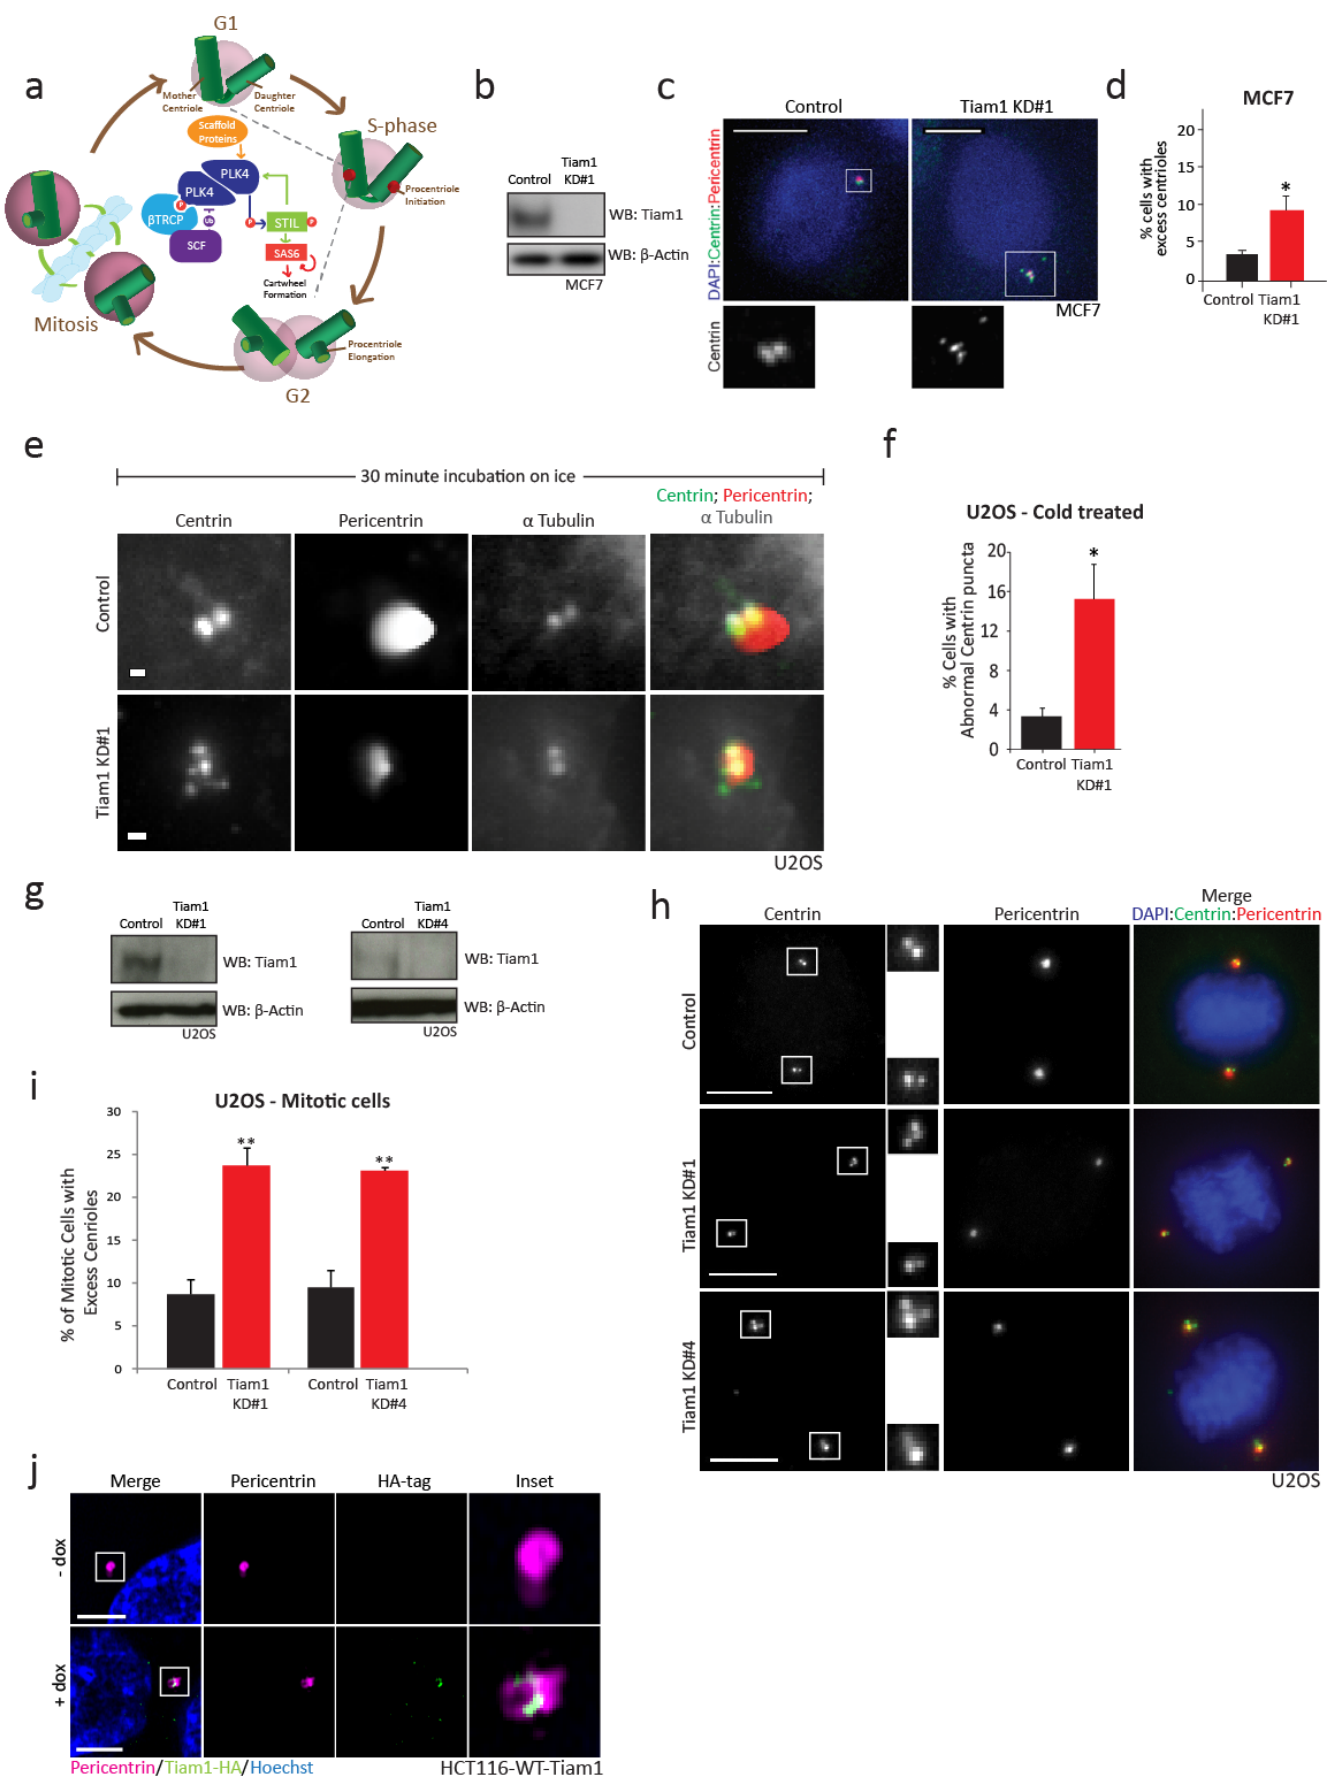 a
G1
Mother
Centriole
Daughter
Centriole
S-phase
Scaffold
Proteins
PLK4
PLK4
P
βTRCP
Ub
SCF
P
STIL
P
SAS6
Cartwheel
Formation
Procentriole
Initiation
Mitosis
Procentriole
Elongation
G2
b
Control
Tiam1
KD#1
WB: Tiam1
WB: β-Actin
MCF7
c
Control
Tiam1 KD#1
DAPI:Centrin:Pericentrin
MCF7
Centrin
d
MCF7
% cells with
excess centrioles
20
15
10
5
0
*
Control
Tiam1
KD#1
e
30 minute incubation on ice
Centrin
Pericentrin
α Tubulin
Centrin; Pericentrin;
α Tubulin
Control
Tiam1 KD#1
U2OS
f
U2OS - Cold treated
% Cells with
Abnormal Centrin puncta
20
16
12
8
4
0
*
Control
Tiam1
KD#1
g
Control
Tiam1
KD#1
WB: Tiam1
WB: β-Actin
U2OS
Control
Tiam1
KD#4
WB: Tiam1
WB: β-Actin
U2OS
h
Centrin
Pericentrin
Merge
DAPI:Centrin:Pericentrin
Control
Tiam1 KD#1
Tiam1 KD#4
U2OS
i
U2OS - Mitotic cells
% of Mitotic Cells with
Excess Cenrioles
30
25
20
15
10
5
0
**
**
Control
Tiam1
KD#1
Control
Tiam1
KD#4
j
Merge
Pericentrin
HA-tag
Inset
- dox
+ dox
Pericentrin/Tiam1-HA/Hoechst
HCT116-WT-Tiam1